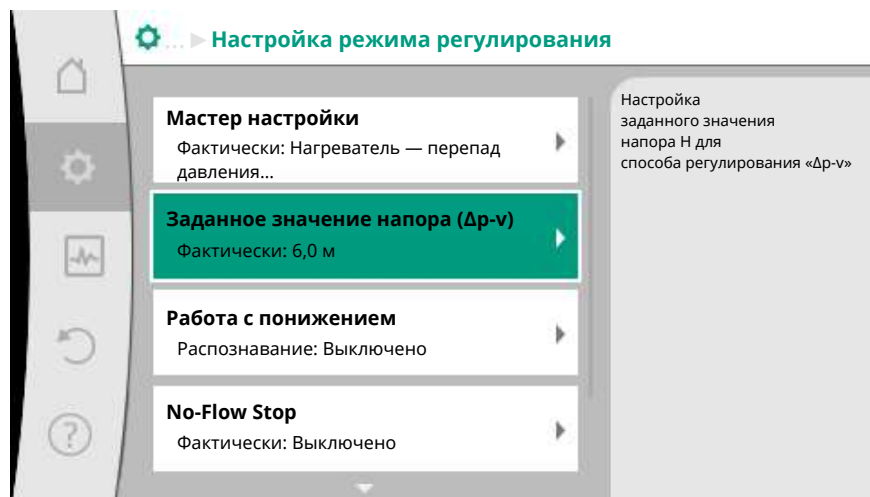 ... ▶ Настройка режима регулирования
Мастер настройки
Фактически: Нагреватель — перепад
давления...
Заданное значение напора (Δp-v)
Фактически: 6,0 м
Работа с понижением
Распознавание: Выключено
No-Flow Stop
Фактически: Выключено
Настройка
заданного значения
напора H для
способа регулирования «Δp-v»
?